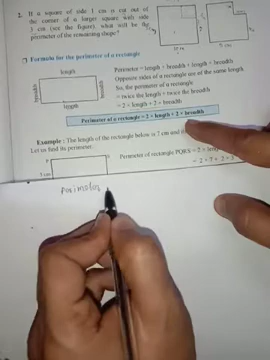 2. If a square of side 1 cm is cut out of
the corner of a larger square with side
3 cm (see the figure), what will be the
perimeter of the remaining shape?
Formula for the perimeter of a rectangle
length
breadth
breadth
length
Perimeter = length + breadth + length + breadth
Opposite sides of a rectangle are of the same length.
So, the perimeter of a rectangle
= twice the length + twice the breadth
= 2 × length + 2 × breadth
Perimeter of a rectangle = 2 × length + 2 × breadth
Example : The length of the rectangle below is 7 cm and
Let us find its perimeter.
Perimeter of rectangle PQRS = 2 ×
= 2 × 7 + 2 × 3
3 cm